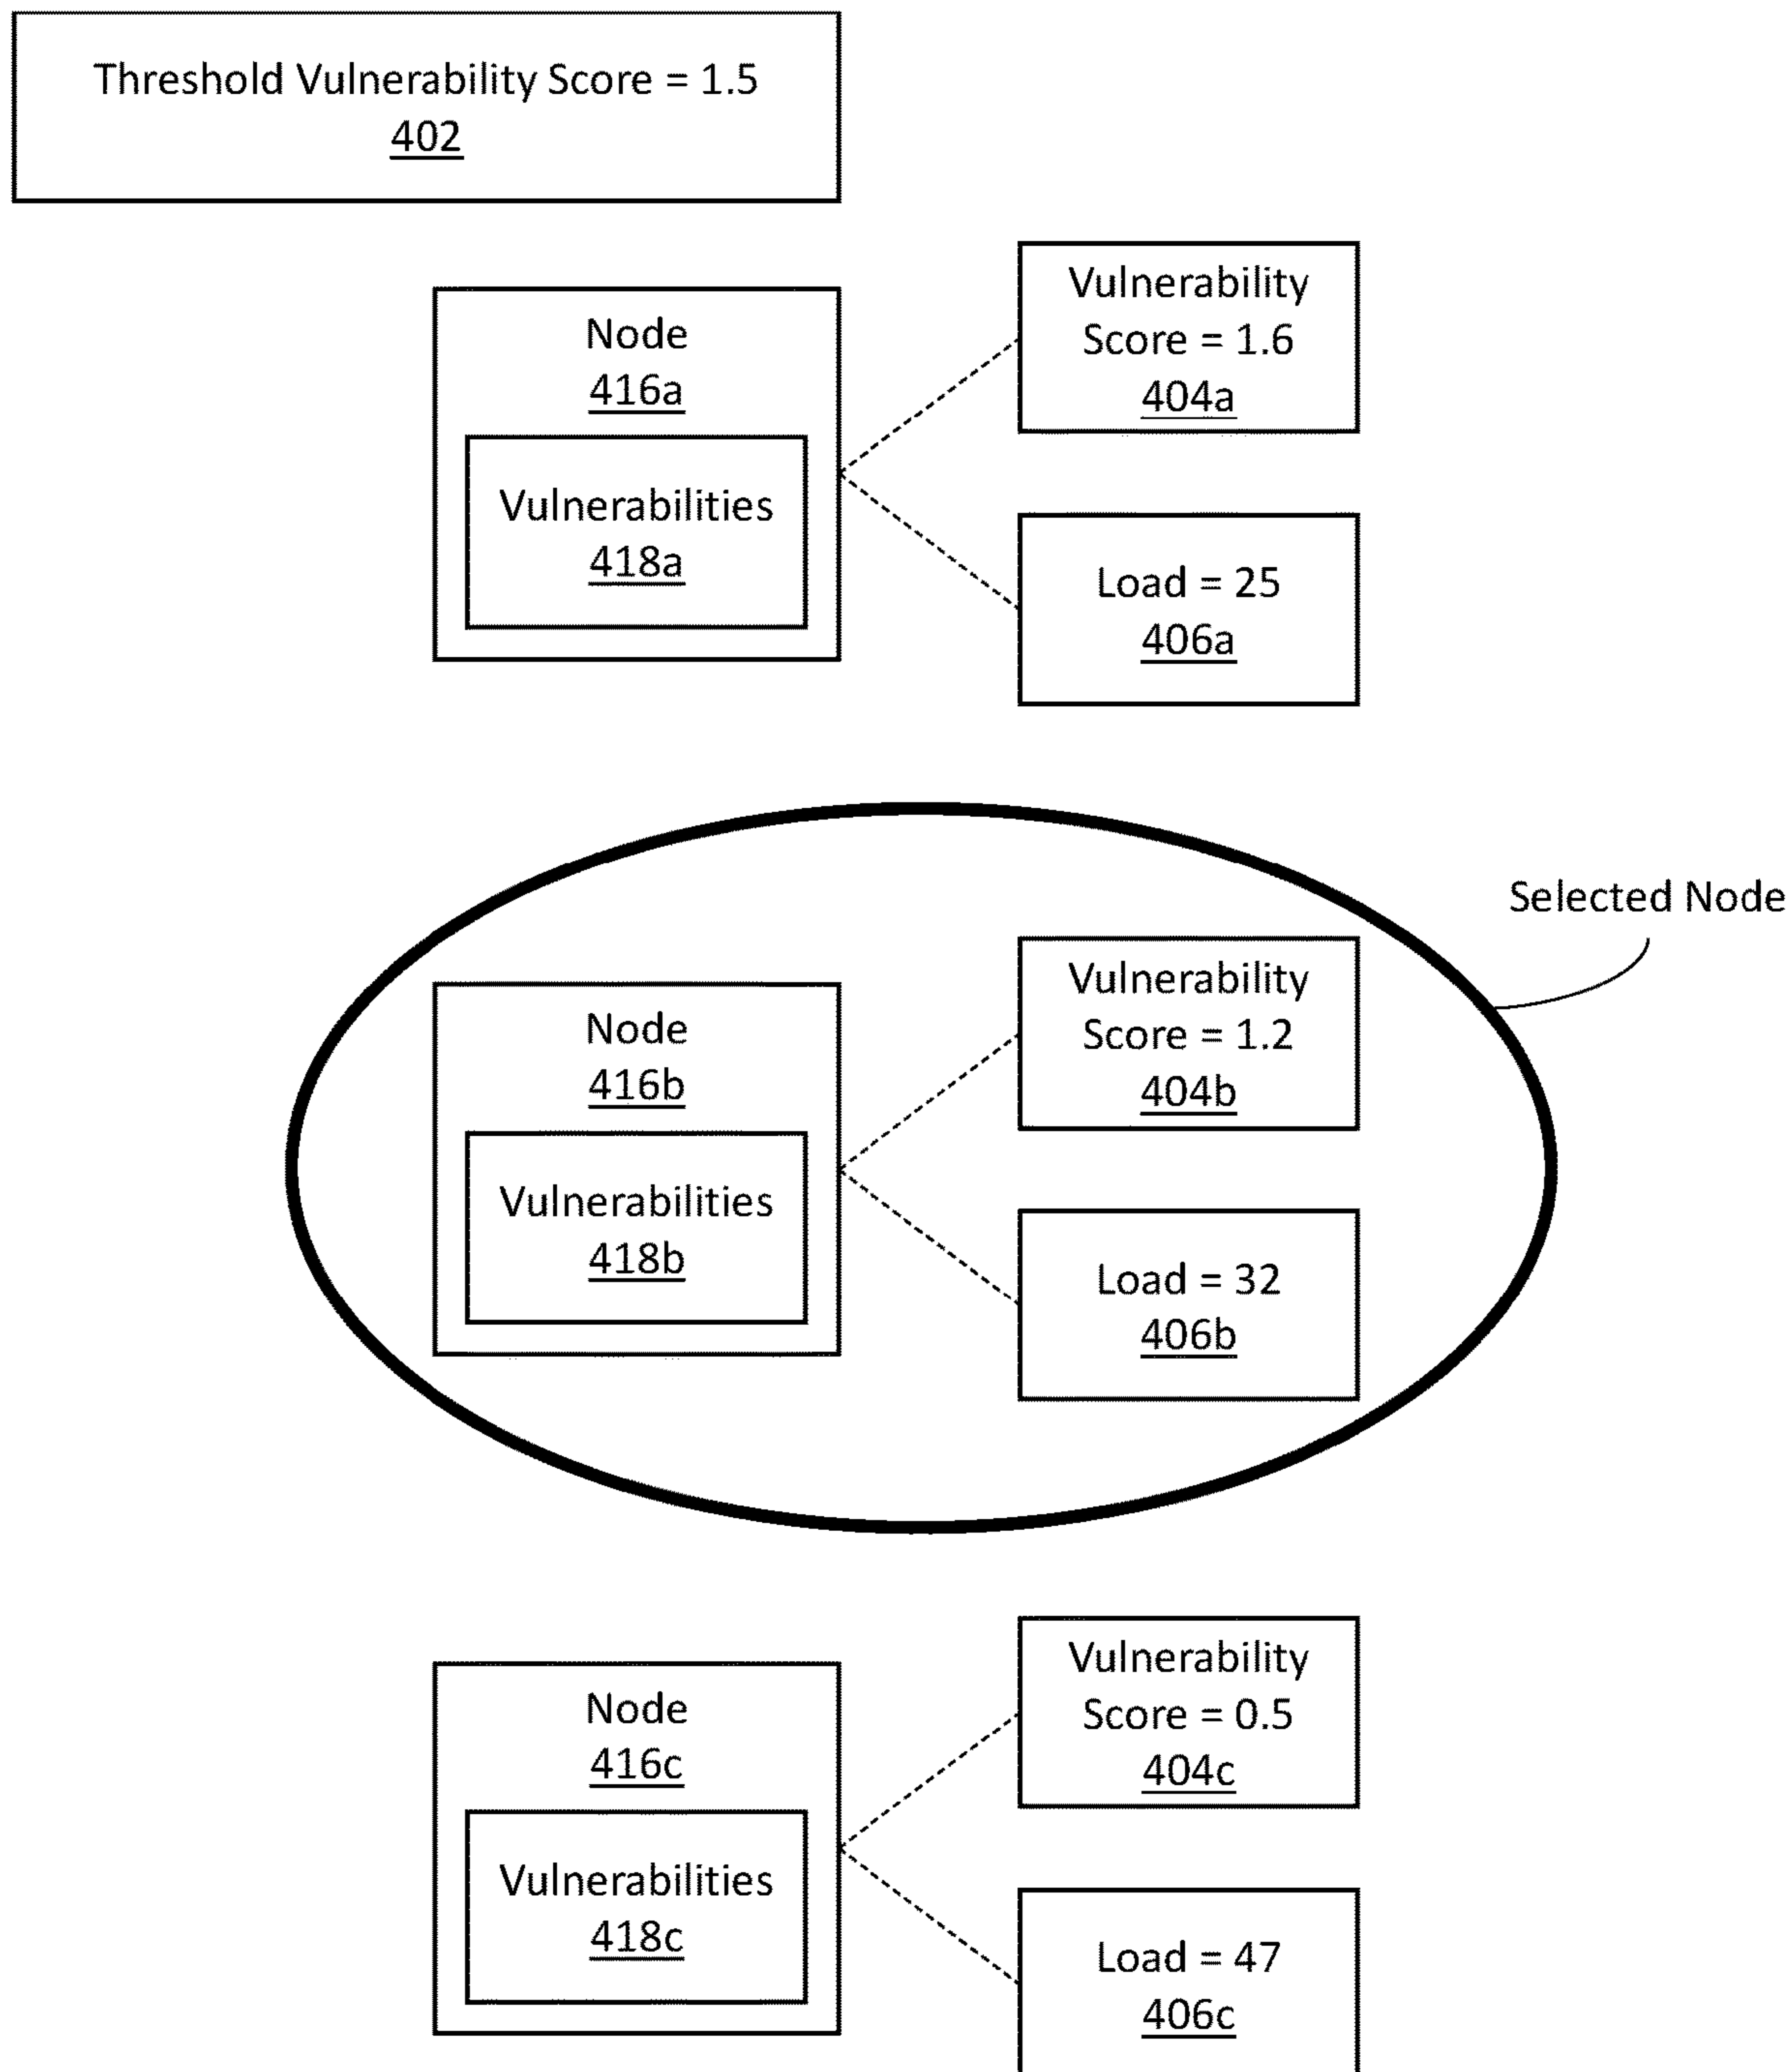 Threshold Vulnerability Score = 1.5
402
Node
416a
Vulnerabilities
418a
Vulnerability
Score = 1.6
404a
Load = 25
406a
Selected Node
Node
416b
Vulnerabilities
418b
Vulnerability
Score = 1.2
404b
Load = 32
406b
Node
416c
Vulnerabilities
418c
Vulnerability
Score = 0.5
404c
Load = 47
406c